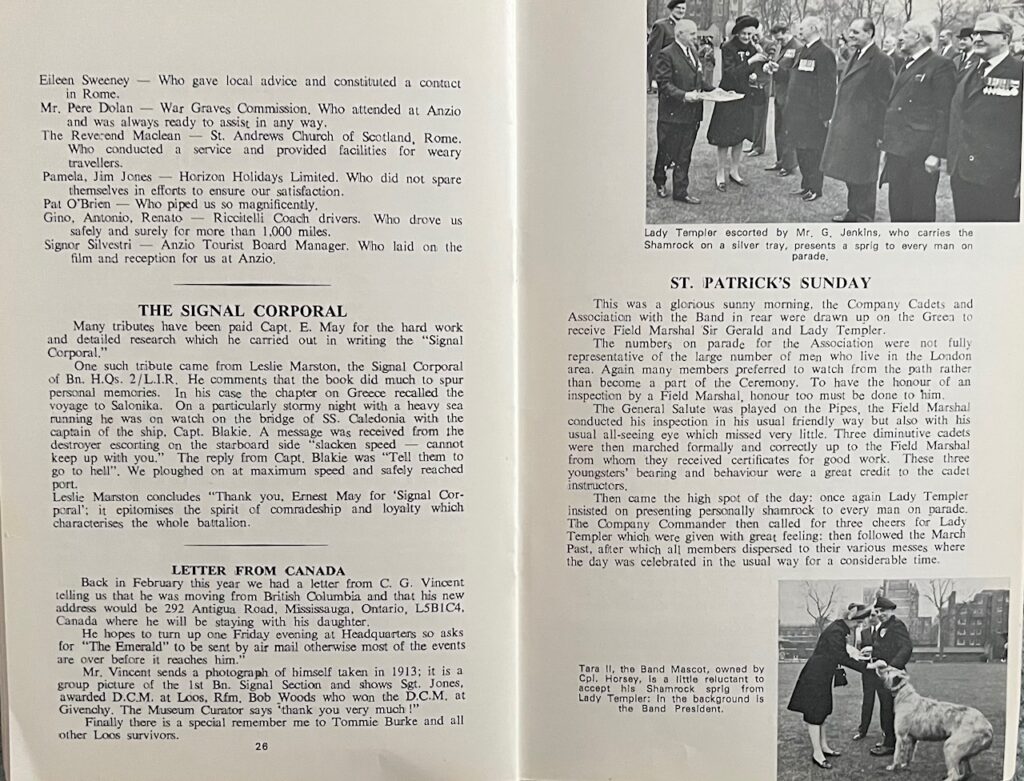 Eileen Sweeney — Who gave local advice and constituted a contact
in Rome.
Mr. Pere Dolan — War Graves Commission. Who attended at Anzio
and was always ready to assist in any way.
The Reverend Maclean — St. Andrews Church of Scotland, Rome.
Who conducted a service and provided facilities for weary
travellers.
Pamela, Jim Jones — Horizon Holidays Limited. Who did not spare
themselves in efforts to ensure our satisfaction.
Pat O'Brien — Who piped us so magnificently.
Gino, Antonio, Renato — Riccitelli Coach drivers. Who drove us
safely and surely for more than 1,000 miles.
Signor Silvestri — Anzio Tourist Board Manager. Who laid on the
film and reception for us at Anzio.
THE SIGNAL CORPORAL
Many tributes have been paid Capt. E. May for the hard work
and detailed research which he carried out in writing the "Signal
Corporal."
One such tribute came from Leslie Marston, the Signal Corporal
of Bn. H.Qs. 2/L.I.R. He comments that the book did much to spur
personal memories. In his case the chapter on Greece recalled the
voyage to Salonika. On a particularly stormy night with a heavy sea
running he was on watch on the bridge of SS. Caledonia with the
captain of the ship, Capt. Blakie. A message was received from the
destroyer escorting on the starboard side "slacken speed — cannot
keep up with you." The reply from Capt. Blakie was "Tell them to
go to hell". We ploughed on at maximum speed and safely reached
port.
Leslie Marston concludes "Thank you, Ernest May for 'Signal Cor-
poral'; it epitomises the spirit of comradeship and loyalty which
characterises the whole battalion.
LETTER FROM CANADA
Back in February this year we had a letter from C. G. Vincent
telling us that he was moving from British Columbia and that his new
address would be 292 Antigua Road, Mississauga, Ontario, L5B1C4,
Canada where he will be staying with his daughter.
He hopes to turn up one Friday evening at Headquarters so asks
for "The Emerald" to be sent by air mail otherwise most of the events
are over before it reaches him."
Mr. Vincent sends a photograph of himself taken in 1913; it is a
group picture of the 1st Bn. Signal Section and shows Sgt. Jones,
awarded D.C.M. at Loos, Rfm. Bob Woods who won the D.C.M. at
Givenchy. The Museum Curator says 'thank you very much!"
Finally there is a special remember me to Tommie Burke and all
other Loos survivors.
26
Lady Templer escorted by Mr. G. Jenkins, who carries the
Shamrock on a silver tray, presents a sprig to every man on
parade.
ST. PATRICK'S SUNDAY
This was a glorious sunny morning, the Company Cadets and
Association with the Band in rear were drawn up on the Green to
receive Field Marshal Sir Gerald and Lady Templer.
The numbers on parade for the Association were not fully
representative of the large number of men who live in the London
area. Again many members preferred to watch from the path rather
than become a part of the Ceremony. To have the honour of an
inspection by a Field Marshal, honour too must be done to him.
The General Salute was played on the Pipes, the Field Marshal
conducted his inspection in his usual friendly way but also with his
usual all-seeing eye which missed very little. Three diminutive cadets
were then marched formally and correctly up to the Field Marshal
from whom they received certificates for good work. These three
youngsters' bearing and behaviour were a great credit to the cadet
instructors.
Then came the high spot of the day: once again Lady Templer
insisted on presenting personally shamrock to every man on parade.
The Company Commander then called for three cheers for Lady
Templer which were given with great feeling: then followed the March
Past, after which all members dispersed to their various messes where
the day was celebrated in the usual way for a considerable time.
Tara II, the Band Mascot, owned by
Cpl. Horsey, is a little reluctant to
accept his Shamrock sprig from
Lady Templer: In the background is
the Band President.